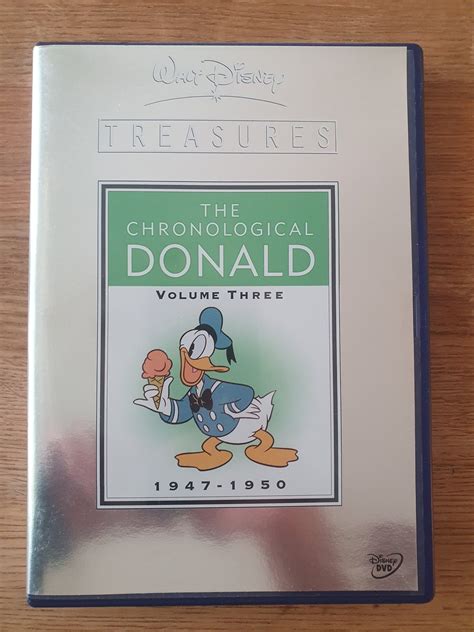 WALT DISNEY
TREASURES
THE
CHRONOLOGICAL
DONALD
VOLUME THREE
1947-1950
Disney
DVD